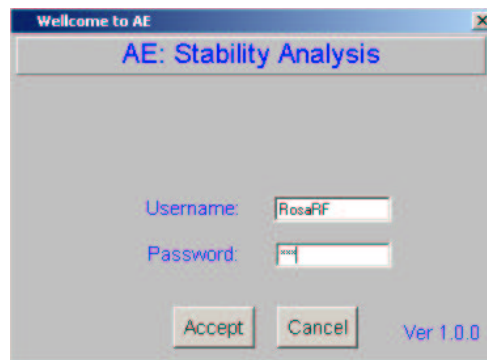 Wellcome to AE
AE: Stability Analysis
Username: RosaRF
Password: ***
Accept Cancel Ver 1.0.0